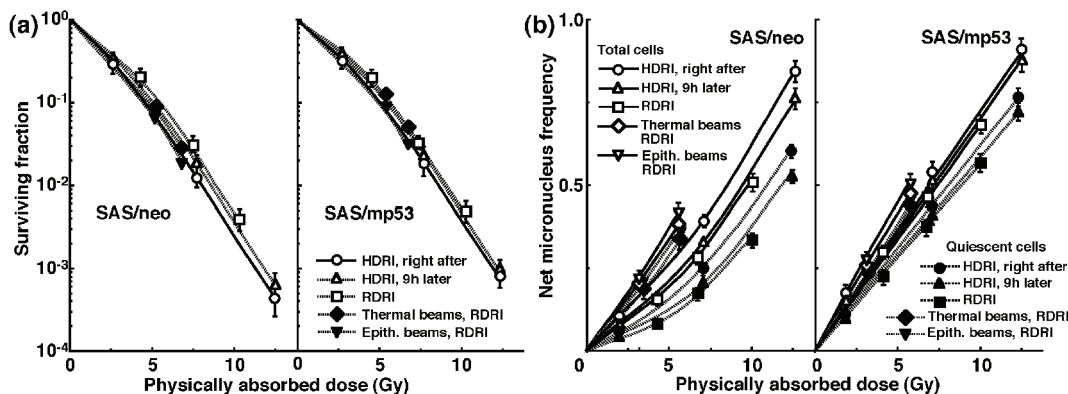 (a)
10⁰
10⁻¹
10⁻²
10⁻³
10⁻⁴
Surviving fraction
SAS/neo
SAS/mp53
HDRI, right after
HDRI, 9h later
RDRI
Thermal beams, RDRI
Epith. beams, RDRI
0 5 10
0 5 10
Physically absorbed dose (Gy)
(b)
1.0
0.5
Net micronucleus frequency
Total cells
SAS/neo
HDRI, right after
HDRI, 9h later
RDRI
Thermal beams
RDRI
Epith. beams
RDRI
SAS/mp53
Quiescent cells
HDRI, right after
HDRI, 9h later
RDRI
Thermal beams, RDRI
Epith. beams, RDRI
0 5 10
0 5 10
Physically absorbed dose (Gy)